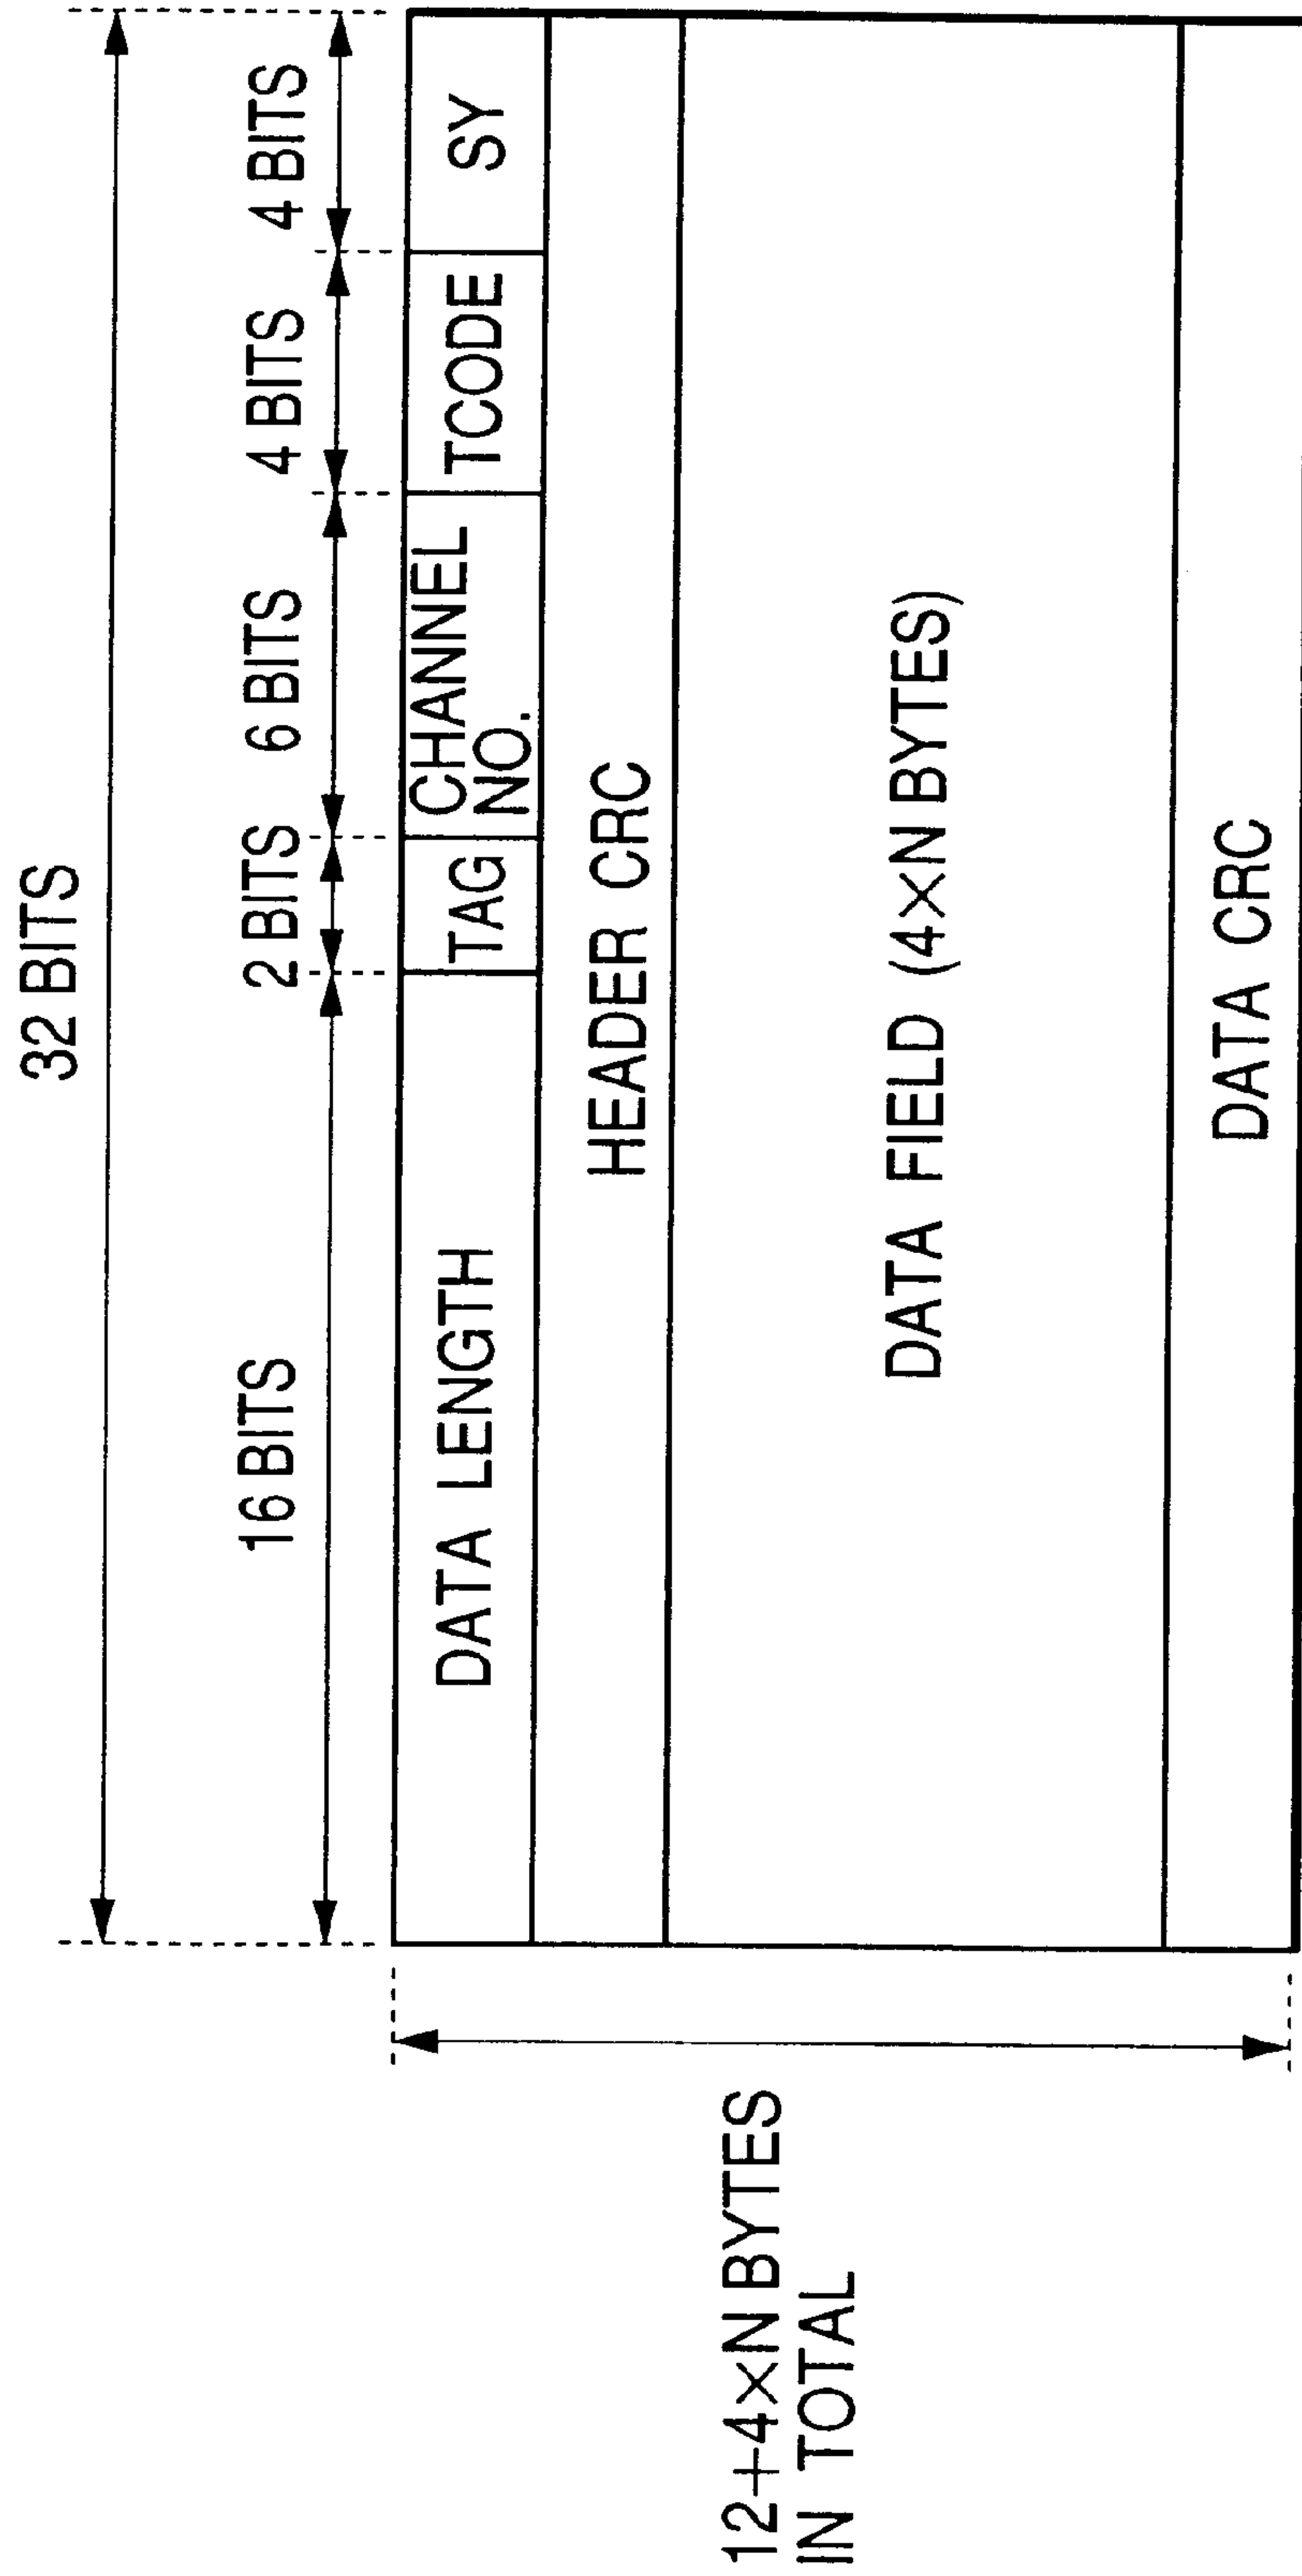 32 BITS
16 BITS
2 BITS
6 BITS
4 BITS
4 BITS
DATA LENGTH
TAG
CHANNEL
NO.
TCODE
SY
HEADER CRC
DATA FIELD (4×N BYTES)
DATA CRC
12+4×N BYTES
IN TOTAL